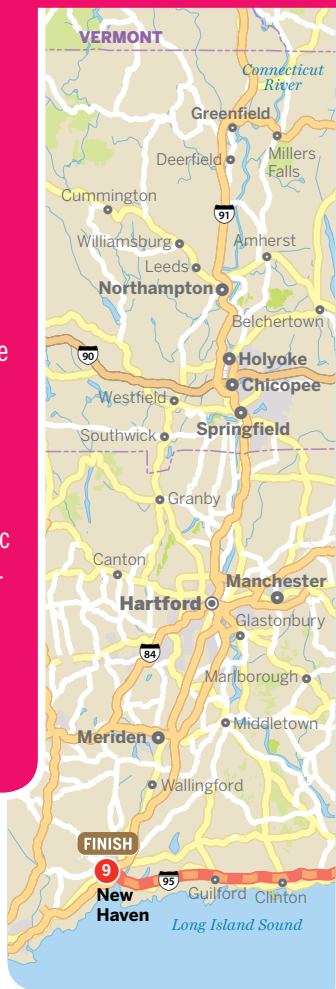 VERMONT
Connecticut
River
Greenfield
Deerfield
Millers
Falls
Cummington
91
Williamsburg
Amherst
Leeds
Northampton
Belchertown
e
90
Holyoke
Chicopee
Westfield
Springfield
Southwick
Granby
c
Canton
-
Manchester
Hartford
Glastonbury
84
Marlborough
Middletown
Meriden
Wallingford
FINISH
9
95
New
Haven
Guilford
Clinton
Long Island Sound